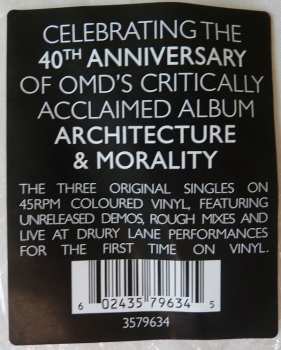 CELEBRATING THE
40TH ANNIVERSARY
OF OMD'S CRITICALLY
ACCLAIMED ALBUM
ARCHITECTURE
& MORALITY
THE THREE ORIGINAL SINGLES ON
45RPM COLOURED VINYL, FEATURING
UNRELEASED DEMOS, ROUGH MIXES AND
LIVE AT DRURY LANE PERFORMANCES
FOR THE FIRST TIME ON VINYL.
6 02435 79634 5
3579634